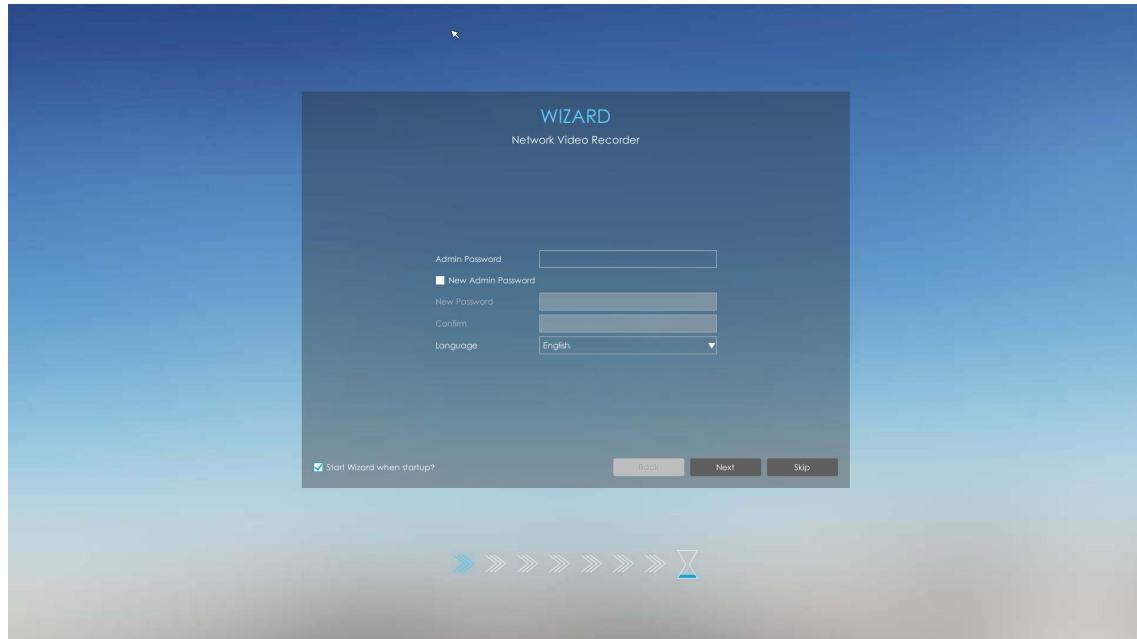 WIZARD
Network Video Recorder
Admin Password
New Admin Password
New Password
Confirm
Language English
Start Wizard when startup? Back Next Skip